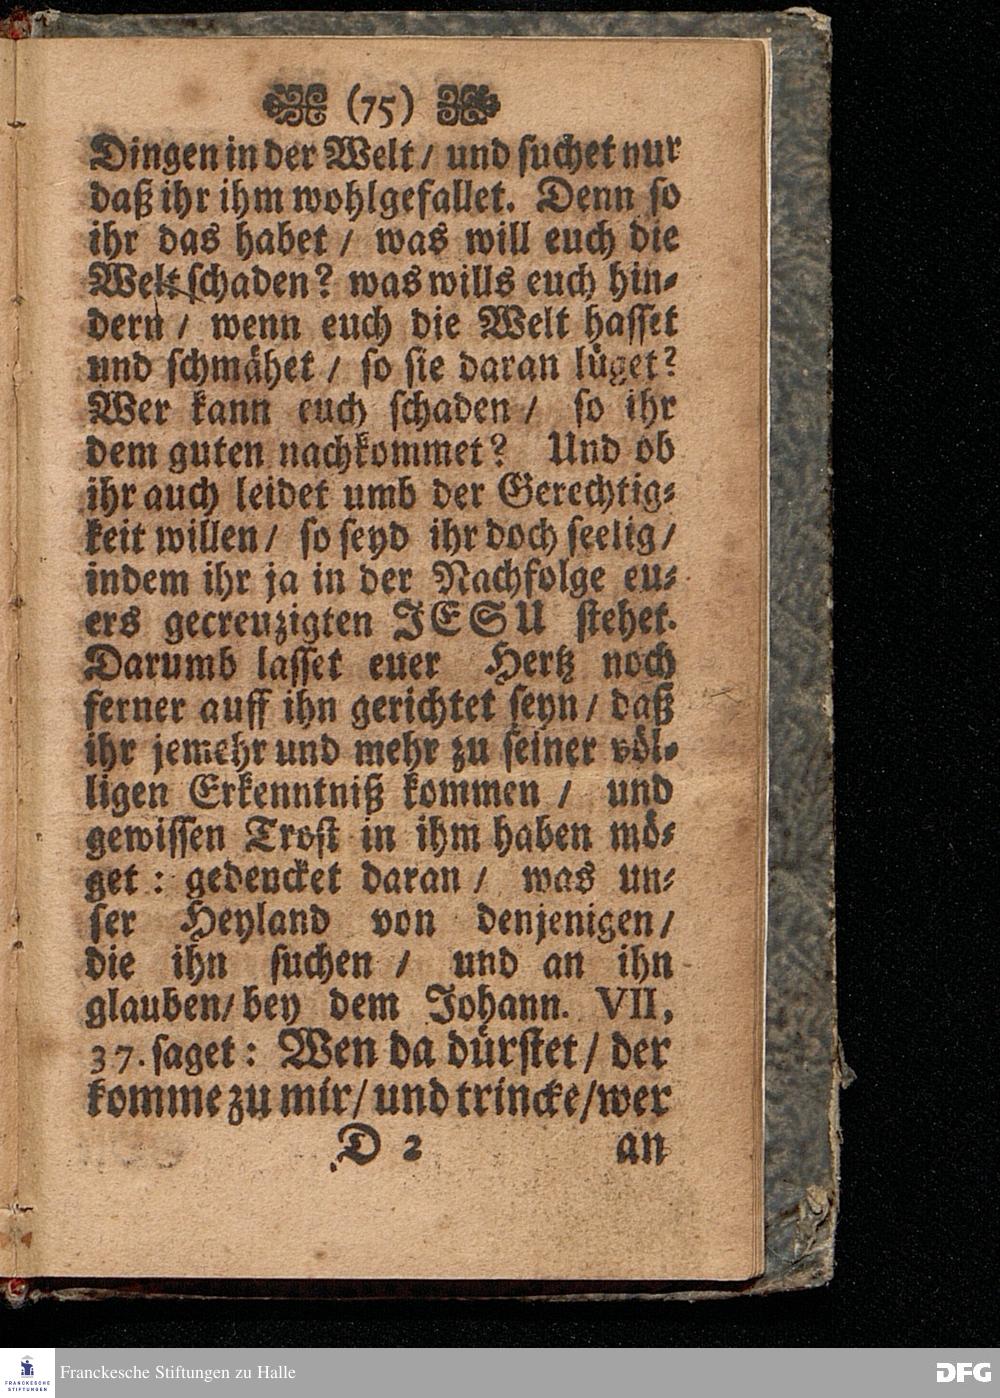 (75)
Dingen in der Welt / und suchet nur
daß ihr ihm wohlgefallet. Denn so
ihr das habet / was will euch die
Welt schaden? was wills euch hin⸗
dern / wenn euch die Welt hasset
und schmähet / so sie daran lüget?
Wer kann euch schaden / so ihr
dem guten nachkommet? Und ob
ihr auch leidet umb der Gerechtig⸗
keit willen / so seyd ihr doch seelig /
indem ihr ja in der Nachfolge eu⸗
ers gecreuzigten JESU stehet.
Darumb lasset euer Hertz noch
ferner auff ihn gerichtet seyn / daß
ihr jemehr und mehr zu seiner völ⸗
ligen Erkenntniß kommen / und
gewissen Trost in ihm haben mö⸗
get : gedencket daran / was un⸗
ser Heyland von denjenigen /
die ihn suchen / und an ihn
glauben / bey dem Johann. VII,
37. saget : Wen da dürstet / der
komme zu mir / und trincke / wer
D 2 an
FRANCKESCHE STIFTUNGEN
Franckesche Stiftungen zu Halle
DFG